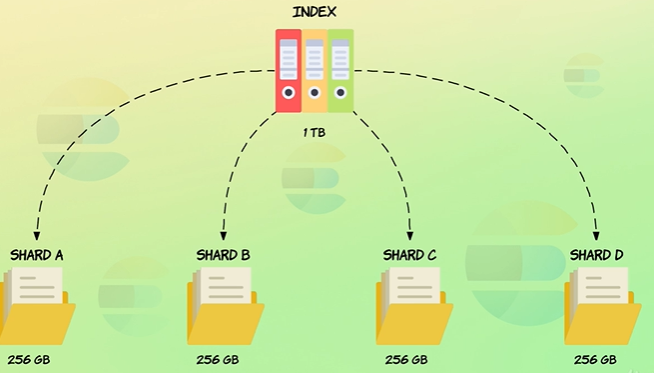 INDEX
1 TB
SHARD A
SHARD B
SHARD C
SHARD D
256 GB
256 GB
256 GB
256 GB